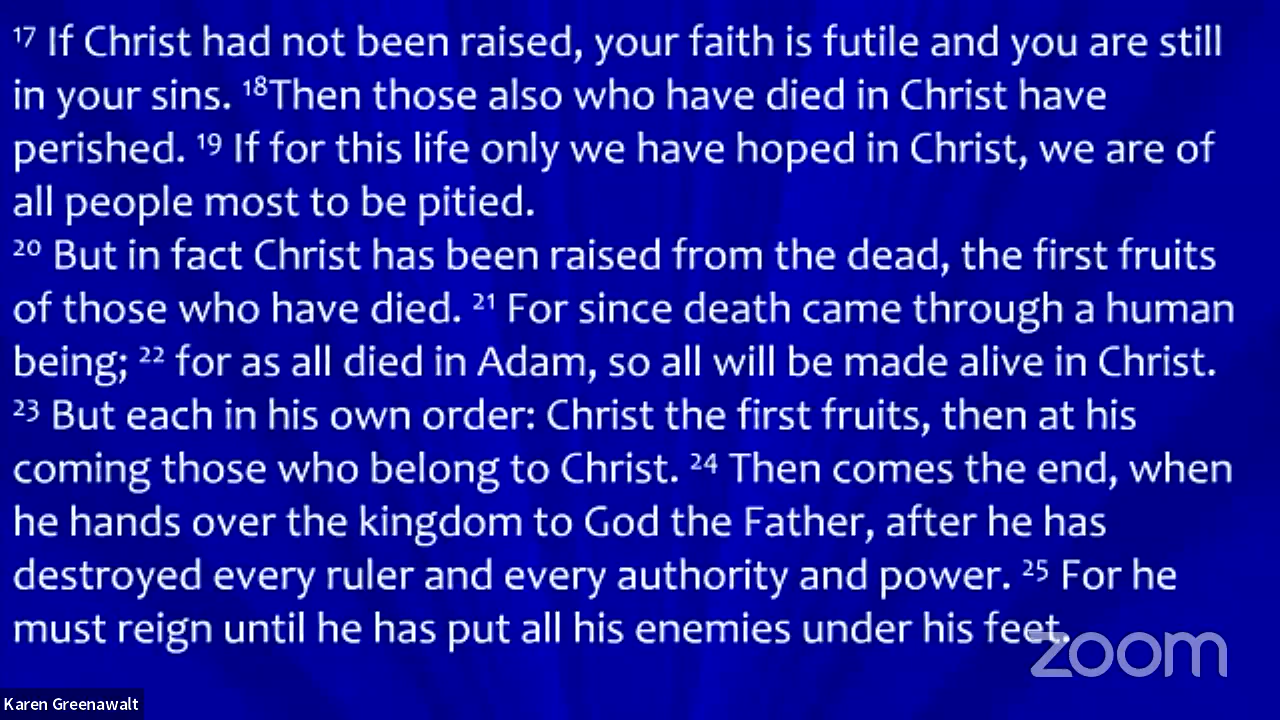 ¹⁷ If Christ had not been raised, your faith is futile and you are still
in your sins. ¹⁸Then those also who have died in Christ have
perished. ¹⁹ If for this life only we have hoped in Christ, we are of
all people most to be pitied.
²⁰ But in fact Christ has been raised from the dead, the first fruits
of those who have died. ²¹ For since death came through a human
being; ²² for as all died in Adam, so all will be made alive in Christ.
²³ But each in his own order: Christ the first fruits, then at his
coming those who belong to Christ. ²⁴ Then comes the end, when
he hands over the kingdom to God the Father, after he has
destroyed every ruler and every authority and power. ²⁵ For he
must reign until he has put all his enemies under his feet.
zoom
Karen Greenawalt